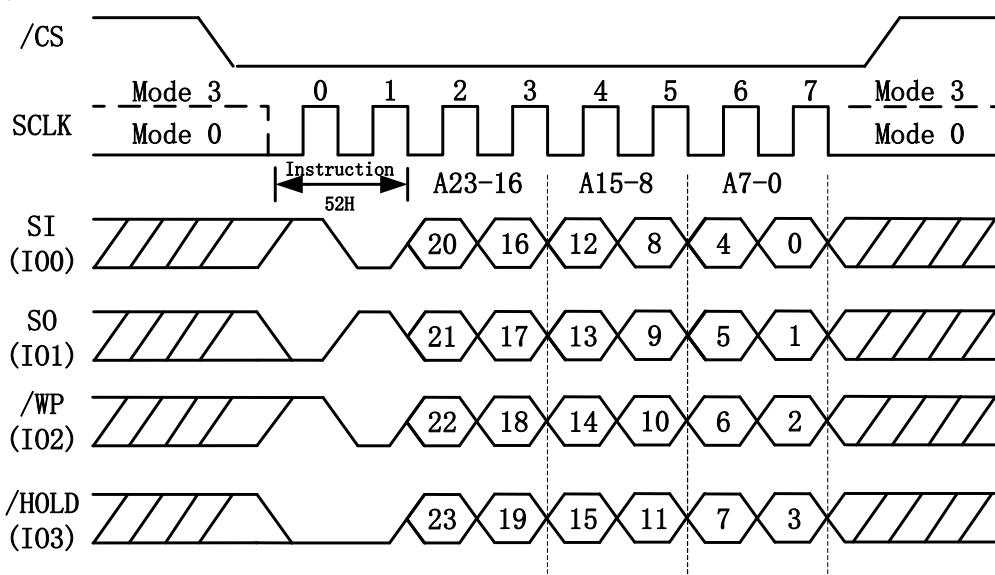 /CS
0 1 2 3 4 5 6 7
Mode 3 Mode 3
SCLK
Mode 0 Mode 0
Instruction
52H
A23-16 A15-8 A7-0
SI
(IO0)
20 16 12 8 4 0
SO
(IO1)
21 17 13 9 5 1
/WP
(IO2)
22 18 14 10 6 2
/HOLD
(IO3)
23 19 15 11 7 3